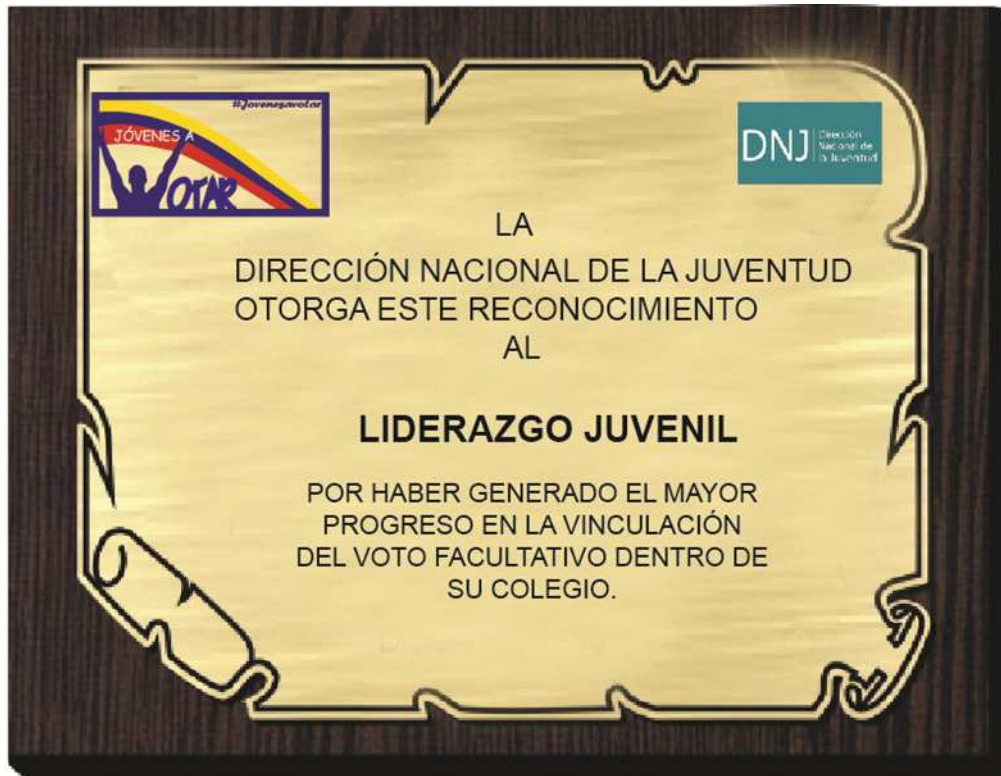 #Jovenesavotar
JÓVENES A
VOTAR
DNJ
Dirección
Nacional de
la Juventud
LA
DIRECCIÓN NACIONAL DE LA JUVENTUD
OTORGA ESTE RECONOCIMIENTO
AL
LIDERAZGO JUVENIL
POR HABER GENERADO EL MAYOR
PROGRESO EN LA VINCULACIÓN
DEL VOTO FACULTATIVO DENTRO DE
SU COLEGIO.